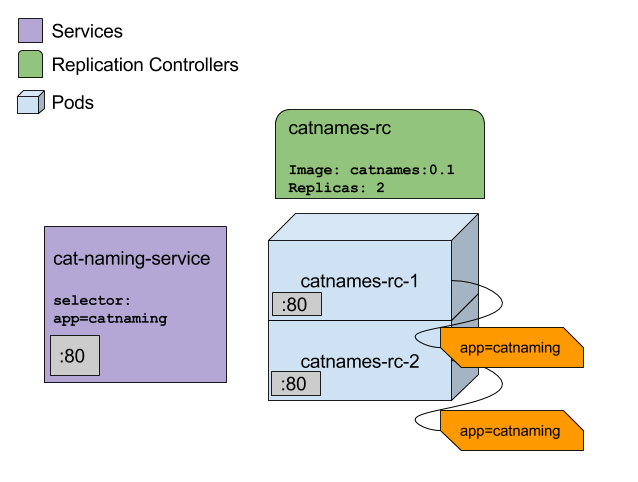 Services
Replication Controllers
Pods
catnames-rc
Image: catnames:0.1
Replicas: 2
cat-naming-service
selector:
app=catnaming
:80
catnames-rc-1
:80
app=catnaming
catnames-rc-2
:80
app=catnaming